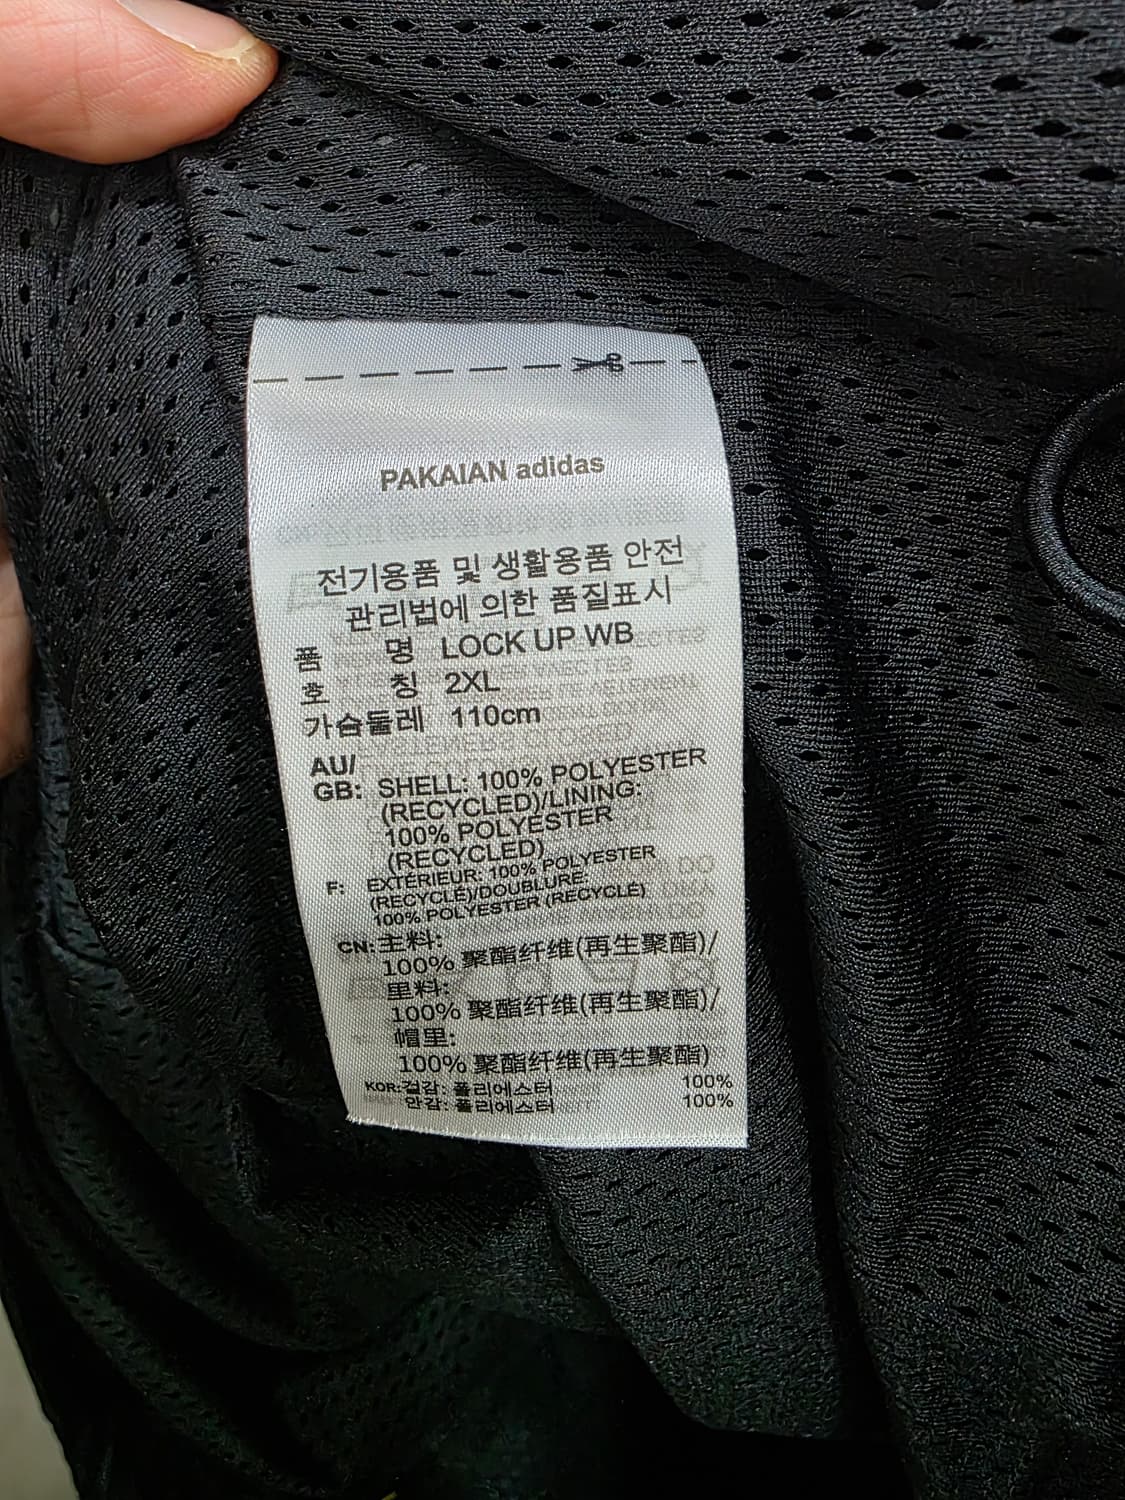 PAKAIAN adidas
전기용품 및 생활용품 안전
관리법에 의한 품질표시
품 명 LOCK UP WB
호 칭 2XL
가슴둘레 110cm
AU/
GB: SHELL: 100% POLYESTER
(RECYCLED)/LINING:
100% POLYESTER
(RECYCLED)
F: EXTÉRIEUR: 100% POLYESTER
(RECYCLÉ)/DOUBLURE:
100% POLYESTER (RECYCLÉ)
CN: 主料:
100% 聚酯纤维(再生聚酯)/
里料:
100% 聚酯纤维(再生聚酯)/
帽里:
100% 聚酯纤维(再生聚酯)
KOR: 겉감: 폴리에스터 100%
안감: 폴리에스터 100%